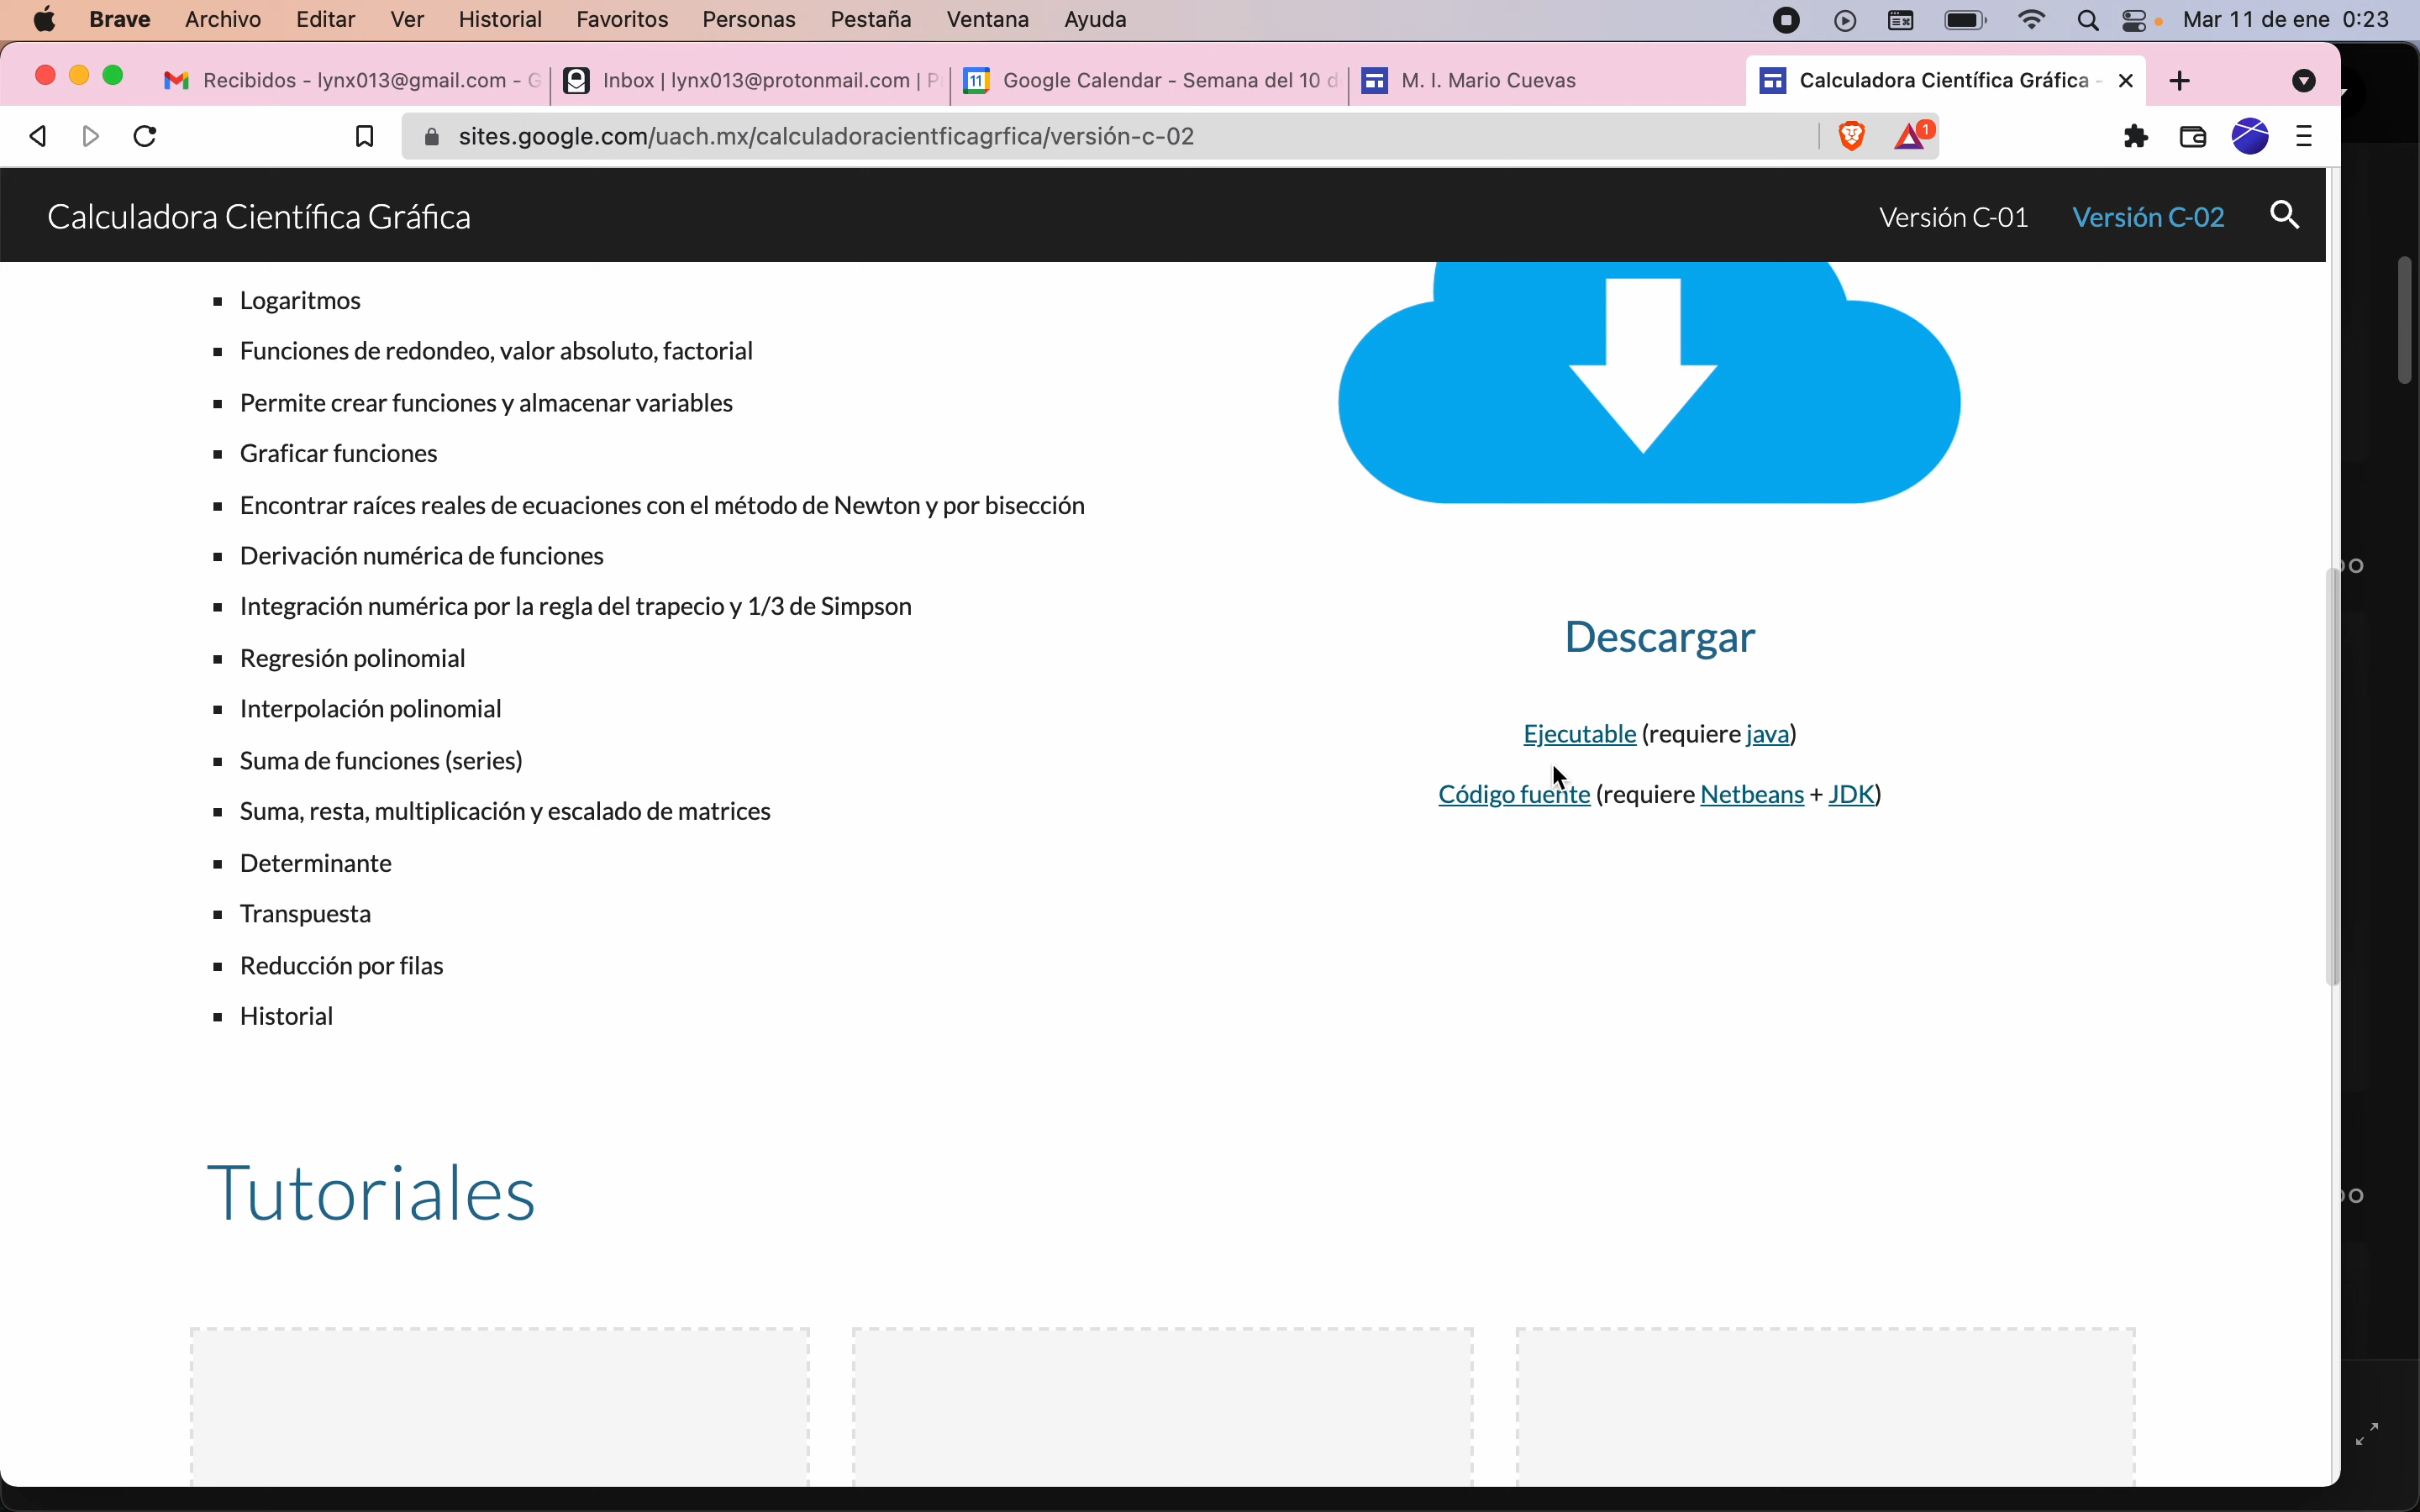 Brave Archivo Editar Ver Historial Favoritos Personas Pestaña Ventana Ayuda Mar 11 de ene 0:23
Recibidos - lynx013@gmail.com - G Inbox | lynx013@protonmail.com | P 11 Google Calendar - Semana del 10 d M. I. Mario Cuevas Calculadora Científica Gráfica -
sites.google.com/uach.mx/calculadoracientficagrfica/versión-c-02 1
Calculadora Científica Gráfica Versión C-01 Versión C-02
▪ Logaritmos
▪ Funciones de redondeo, valor absoluto, factorial
▪ Permite crear funciones y almacenar variables
▪ Graficar funciones
▪ Encontrar raíces reales de ecuaciones con el método de Newton y por bisección
▪ Derivación numérica de funciones
▪ Integración numérica por la regla del trapecio y 1/3 de Simpson
▪ Regresión polinomial
▪ Interpolación polinomial
▪ Suma de funciones (series)
▪ Suma, resta, multiplicación y escalado de matrices
▪ Determinante
▪ Transpuesta
▪ Reducción por filas
▪ Historial
Descargar
Ejecutable (requiere java)
Código fuente (requiere Netbeans + JDK)
Tutoriales